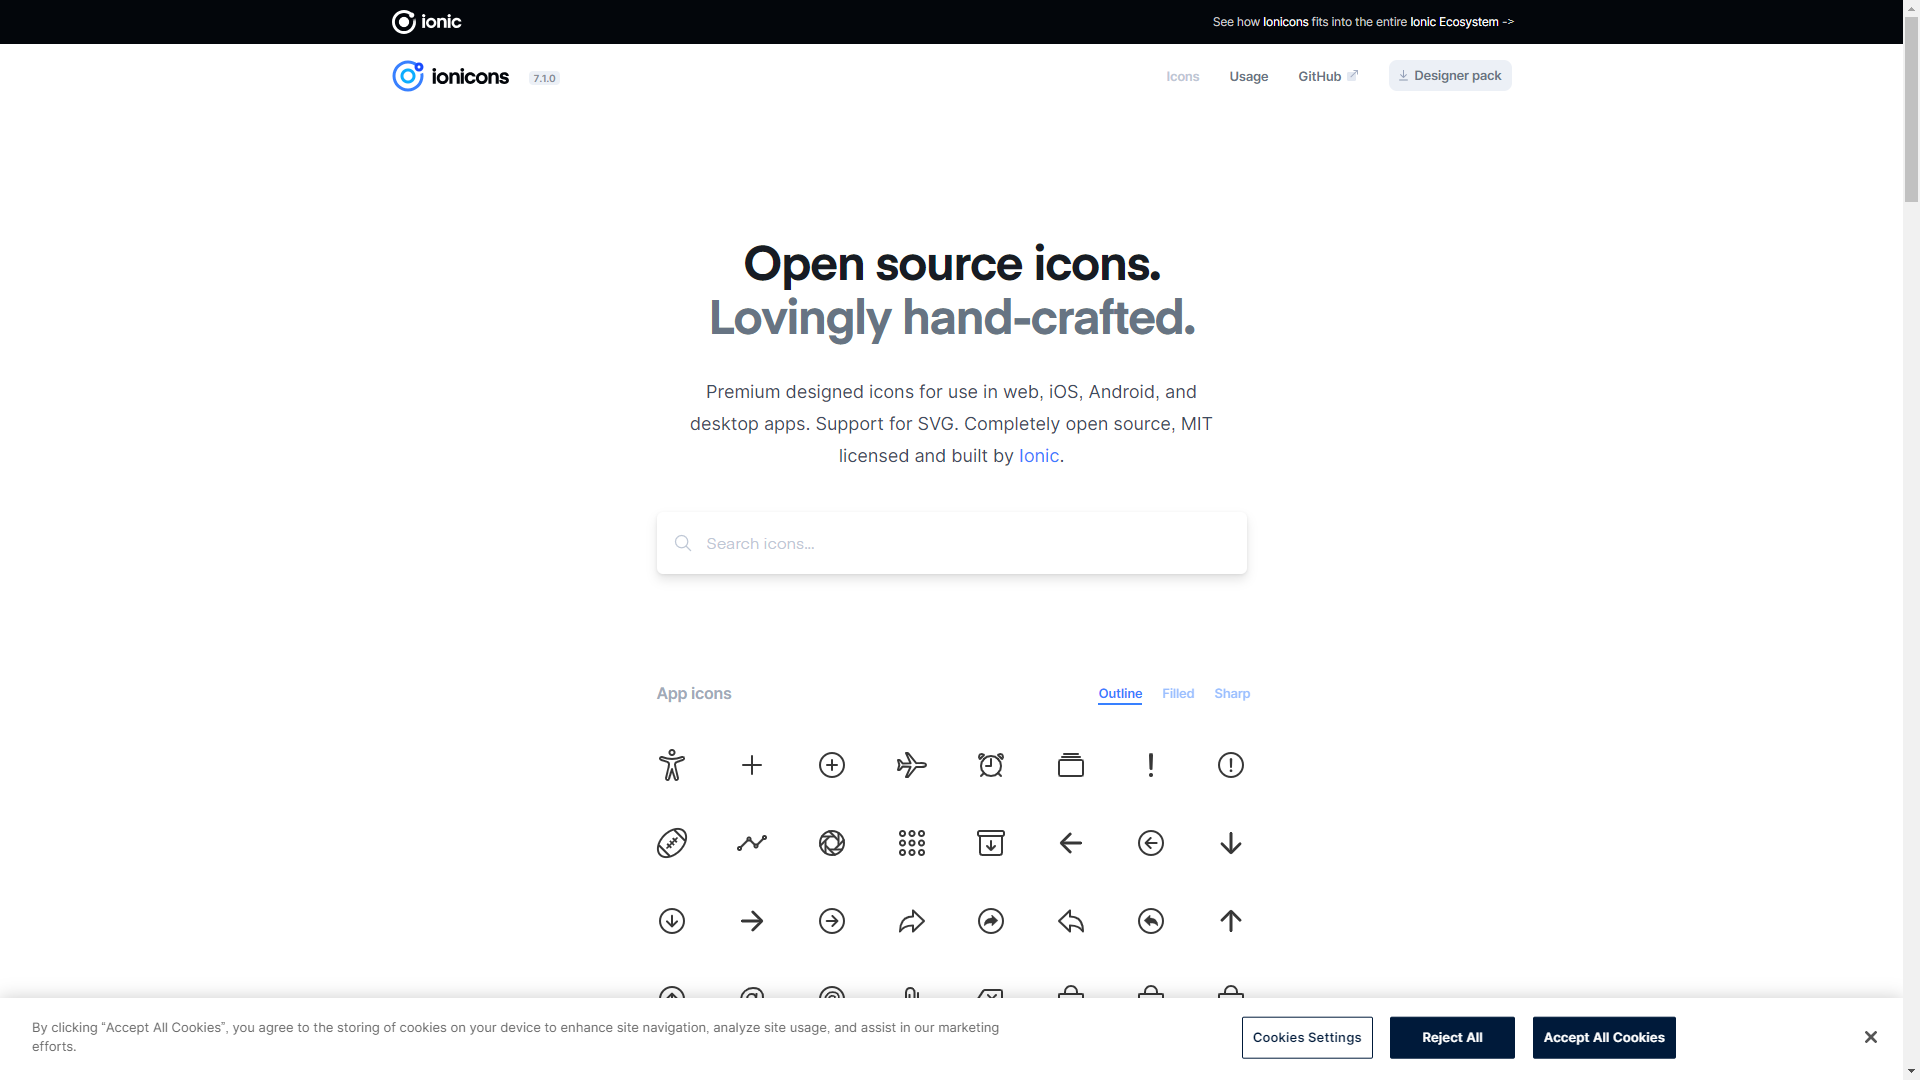 ionic
See how Ionicons fits into the entire Ionic Ecosystem ->
ionicons 7.1.0
Icons Usage GitHub Designer pack
Open source icons.
Lovingly hand-crafted.
Premium designed icons for use in web, iOS, Android, and
desktop apps. Support for SVG. Completely open source, MIT
licensed and built by Ionic.
Search icons...
App icons
Outline Filled Sharp
By clicking “Accept All Cookies”, you agree to the storing of cookies on your device to enhance site navigation, analyze site usage, and assist in our marketing
efforts.
Cookies Settings
Reject All
Accept All Cookies